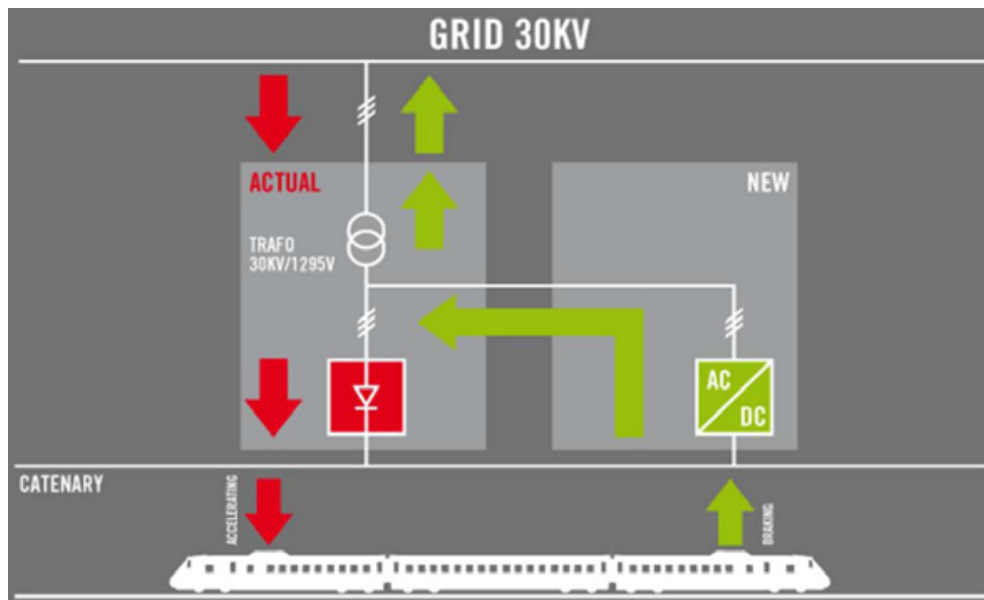 GRID 30KV
ACTUAL
NEW
TRAFO
30KV/1295V
AC
DC
CATENARY
ACCELERATING
BRAKING